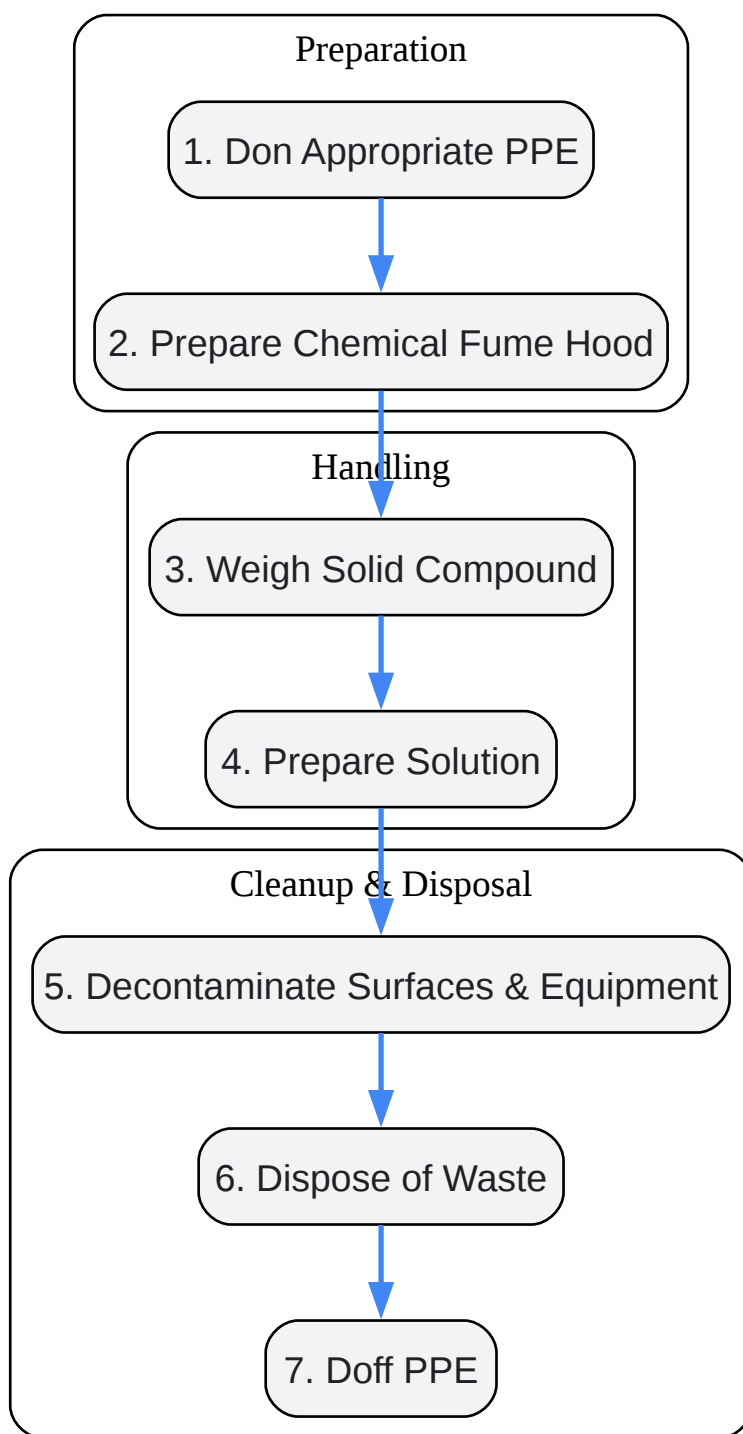 Preparation
1. Don Appropriate PPE
2. Prepare Chemical Fume Hood
Handling
3. Weigh Solid Compound
4. Prepare Solution
Cleanup & Disposal
5. Decontaminate Surfaces & Equipment
6. Dispose of Waste
7. Doff PPE